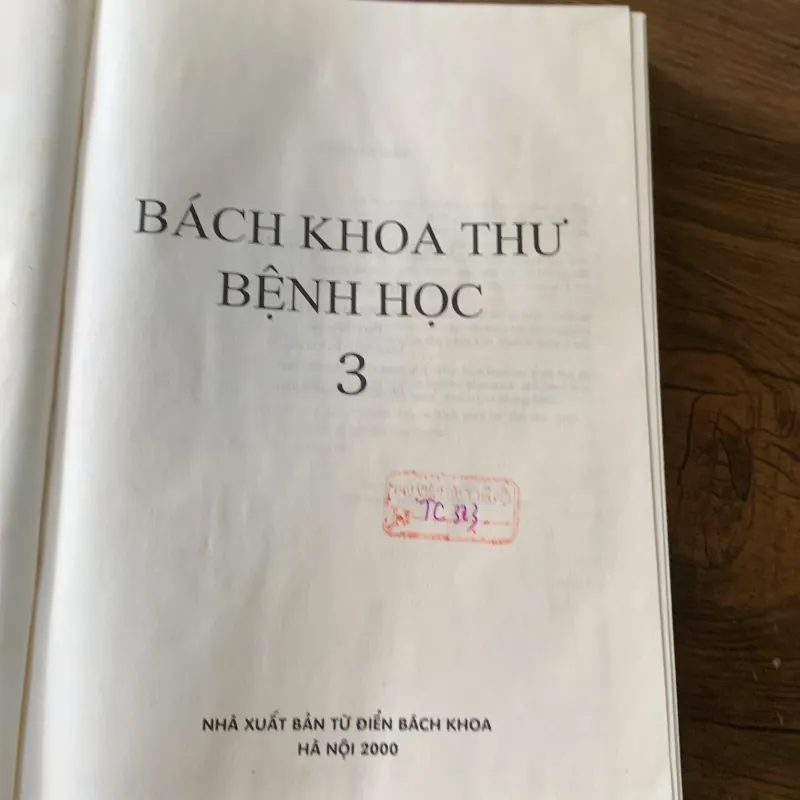 BÁCH KHOA THƯ
BỆNH HỌC
3
TC 323
NHÀ XUẤT BẢN TỪ ĐIỂN BÁCH KHOA
HÀ NỘI 2000